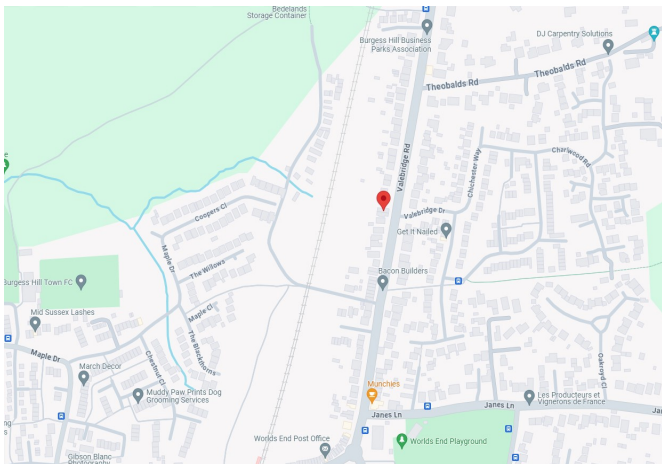 Bedelands
Storage Container
Burgess Hill Business
Parks Association
DJ Carpentry Solutions
Theobalds Rd
Theobalds Rd
Valebridge Rd
Charwood Rd
Chichester Way
Coopers Cl
Valebridge Dr
Get It Nailed
Maple Dr
The Willows
Burgess Hill Town FC
Bacon Builders
Mid Sussex Lashes
Maple Cl
The Blackthorns
Maple Dr
Chestnut Cl
March Decor
Oakroyd Cl
Munchies
Muddy Paw Prints Dog
Grooming Services
Les Producteurs et
Vignerons de France
Janes Ln
Janes Ln
Worlds End Post Office
Worlds End Playground
Gibson Blanc
Photography